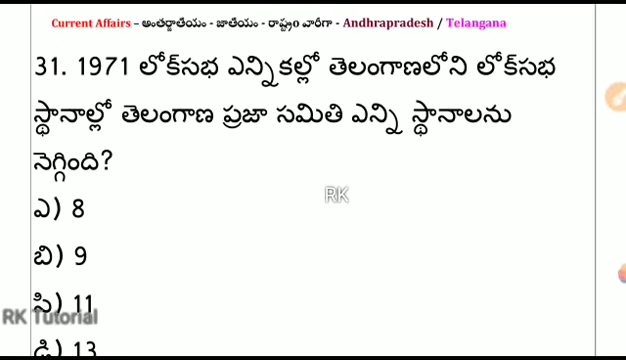 Current Affairs – అంతర్జాతీయం - జాతీయం - రాష్ట్రం వారీగా - Andhrapradesh / Telangana
31. 1971 లోక్‌సభ ఎన్నికల్లో తెలంగాణలోని లోక్‌సభ
స్థానాల్లో తెలంగాణ ప్రజా సమితి ఎన్ని స్థానాలను
నెగ్గింది?
ఎ) 8
RK
బి) 9
సి) 11
RK Tutorial
డి) 13